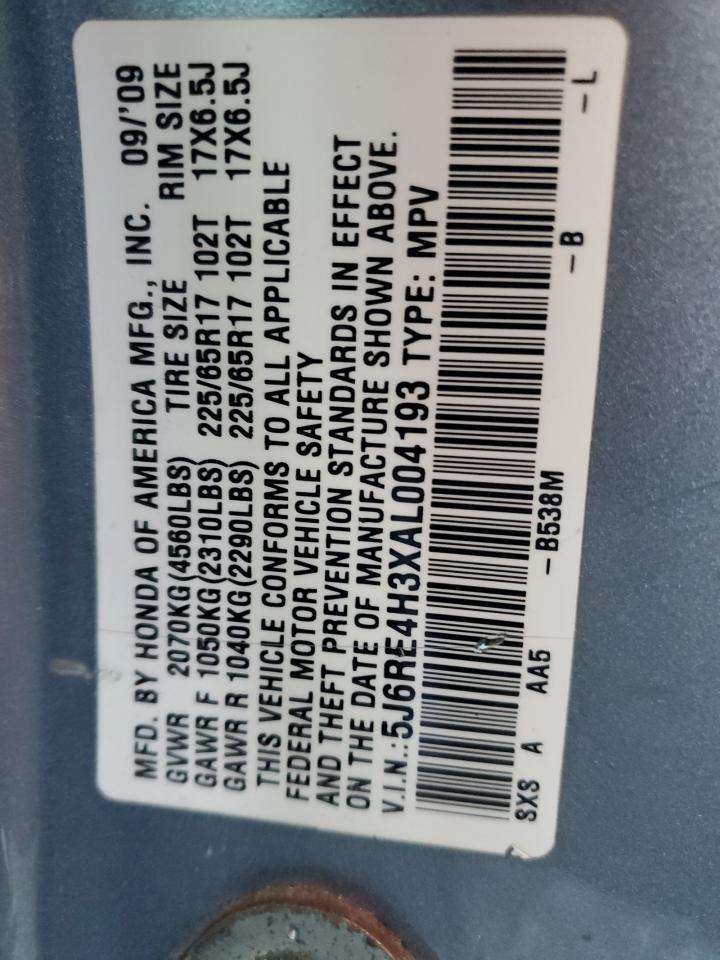 MFD. BY HONDA OF AMERICA MFG., INC. 09/'09
GVWR 2070KG(4560LBS) TIRE SIZE RIM SIZE
GAWR F 1050KG(2310LBS) 225/65R17 102T 17X6.5J
GAWR R 1040KG(2290LBS) 225/65R17 102T 17X6.5J
THIS VEHICLE CONFORMS TO ALL APPLICABLE
FEDERAL MOTOR VEHICLE SAFETY
AND THEFT PREVENTION STANDARDS IN EFFECT
ON THE DATE OF MANUFACTURE SHOWN ABOVE.
V.I.N.:5J6RE4H3XAL004193 TYPE: MPV
SXS A AA5 -B538M -B -L